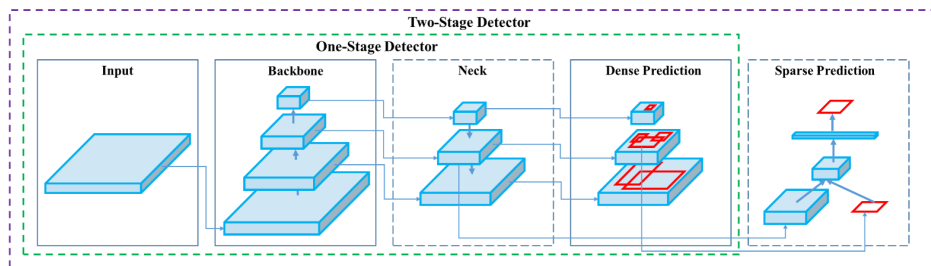 Two-Stage Detector
One-Stage Detector
Input
Backbone
Neck
Dense Prediction
Sparse Prediction